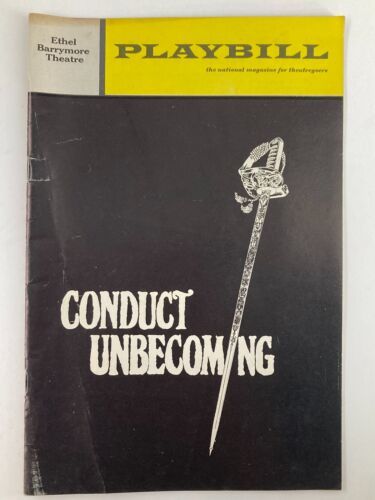 Ethel
Barrymore
Theatre
PLAYBILL
the national magazine for theatregoers
CONDUCT
UNBECOMING